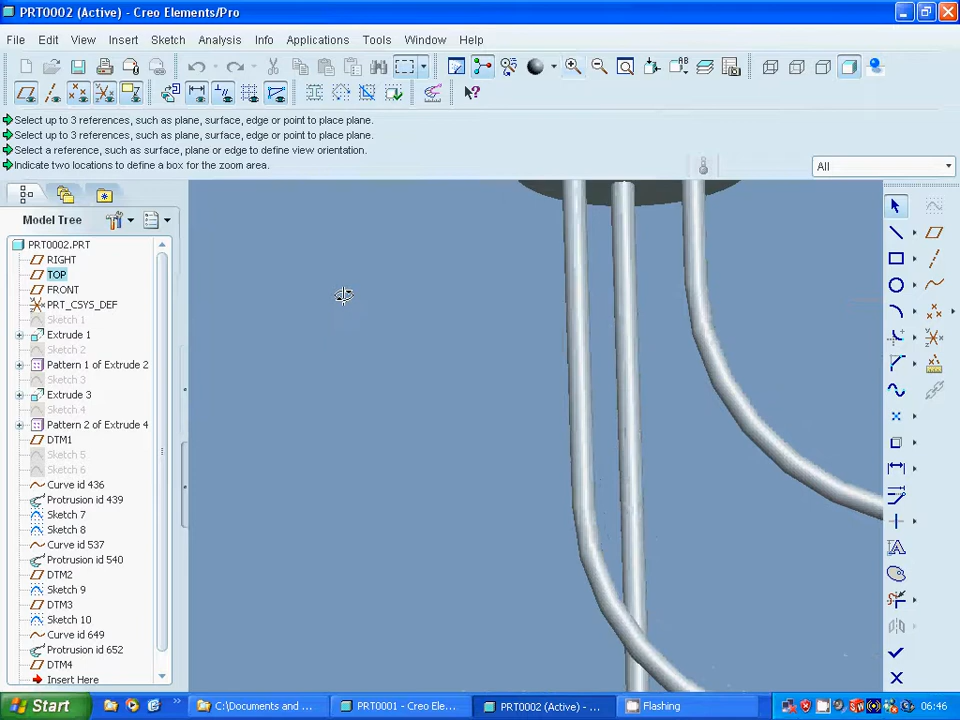 PRT0002 (Active) - Creo Elements/Pro
File Edit View Insert Sketch Analysis Info Applications Tools Window Help
Select up to 3 references, such as plane, surface, edge or point to place plane.
Select up to 3 references, such as plane, surface, edge or point to place plane.
Select a reference, such as surface, plane or edge to define view orientation.
Indicate two locations to define a box for the zoom area.
All
Model Tree
PRT0002.PRT
RIGHT
TOP
FRONT
PRT_CSYS_DEF
Sketch 1
Extrude 1
Sketch 2
Pattern 1 of Extrude 2
Sketch 3
Extrude 3
Sketch 4
Pattern 2 of Extrude 4
DTM1
Sketch 5
Sketch 6
Curve id 436
Protrusion id 439
Sketch 7
Sketch 8
Curve id 537
Protrusion id 540
DTM2
Sketch 9
DTM3
Sketch 10
Curve id 649
Protrusion id 652
DTM4
Insert Here
Start
C:\Documents and ...
PRT0001 - Creo Eleme...
PRT0002 (Active) - ...
Flashing
06:46